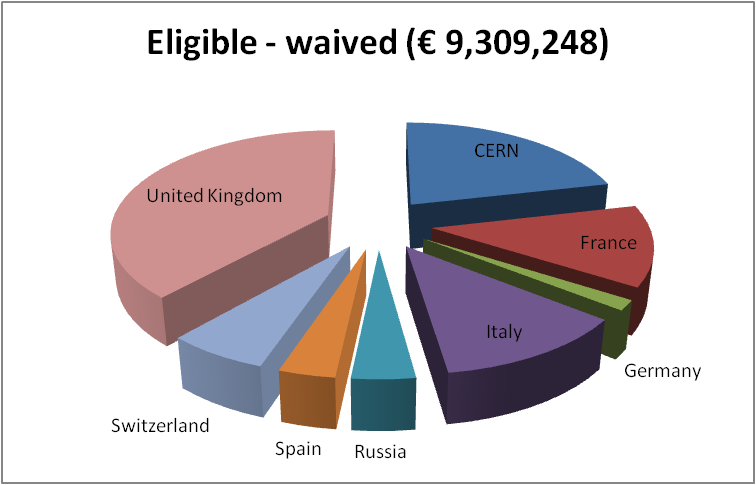 Eligible - waived (€ 9,309,248)
CERN
United Kingdom
France
Italy
Germany
Switzerland
Spain
Russia